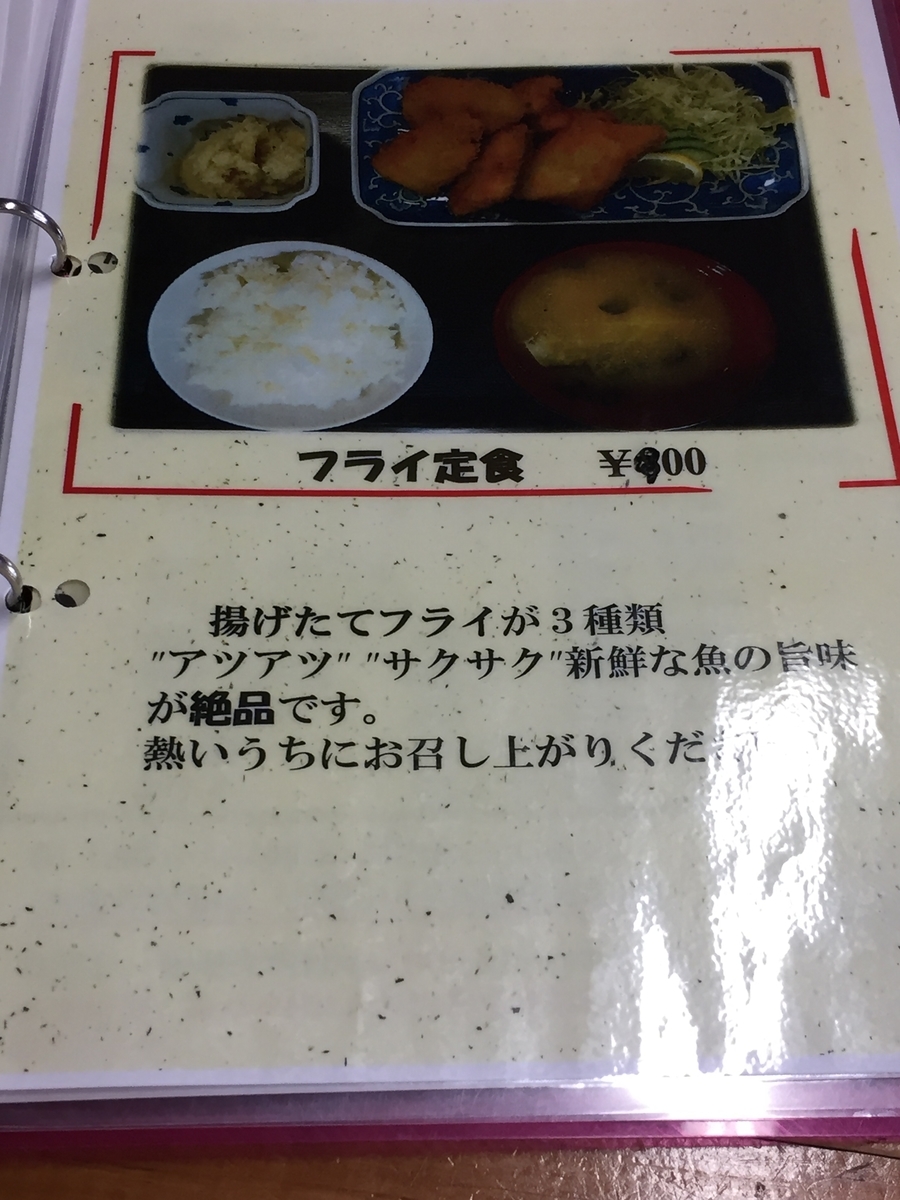 フライ定食 ¥900
揚げたてフライが３種類
"アツアツ" "サクサク"新鮮な魚の旨味
が絶品です。
熱いうちにお召し上がりくだ